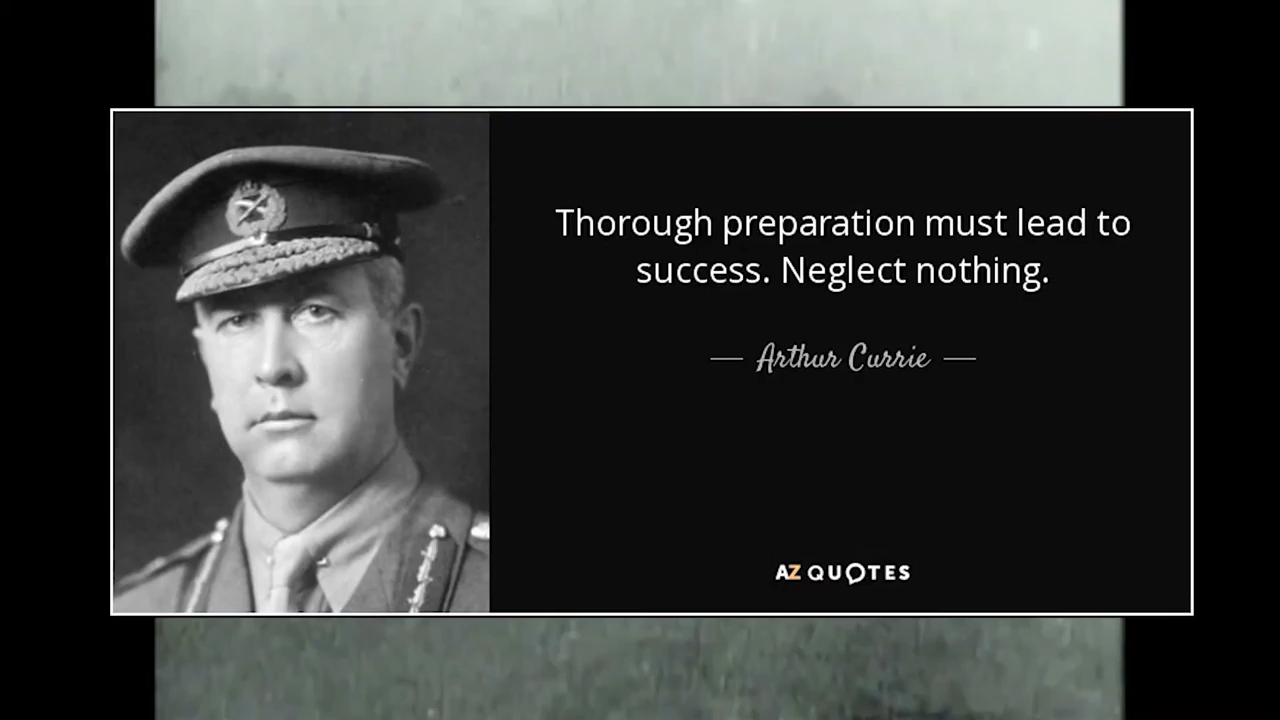 Thorough preparation must lead to
success. Neglect nothing.
Arthur Currie
AZ QUOTES